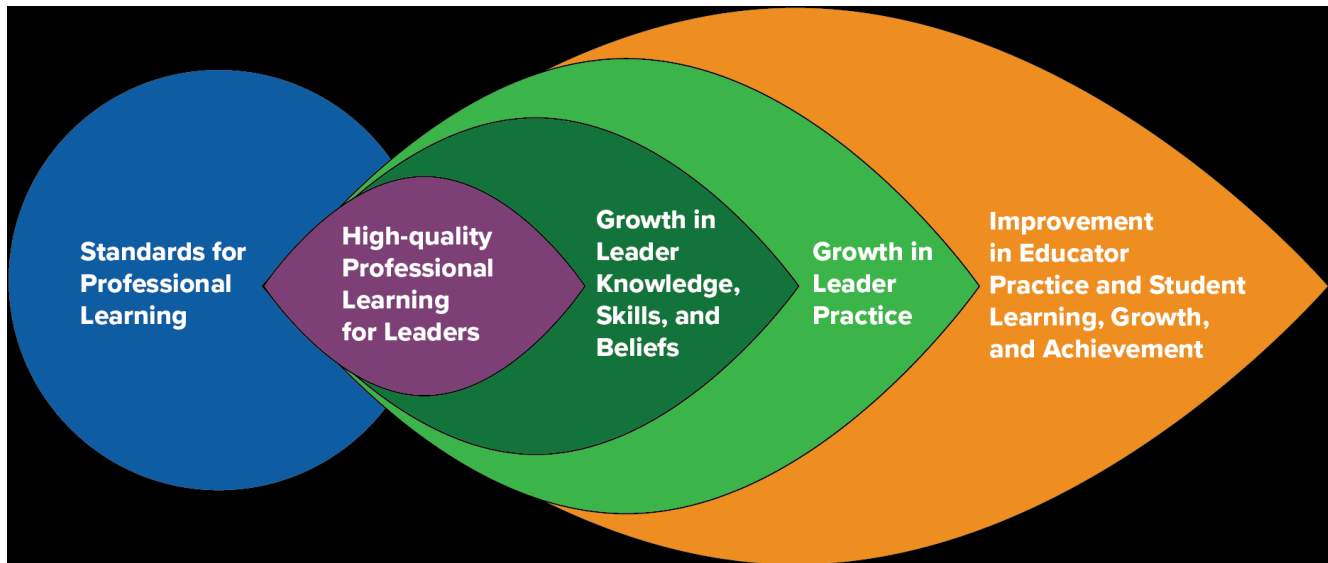 Standards for
Professional
Learning
High-quality
Professional
Learning
for Leaders
Growth in
Leader
Knowledge,
Skills, and
Beliefs
Growth in
Leader
Practice
Improvement
in Educator
Practice and Student
Learning, Growth,
and Achievement